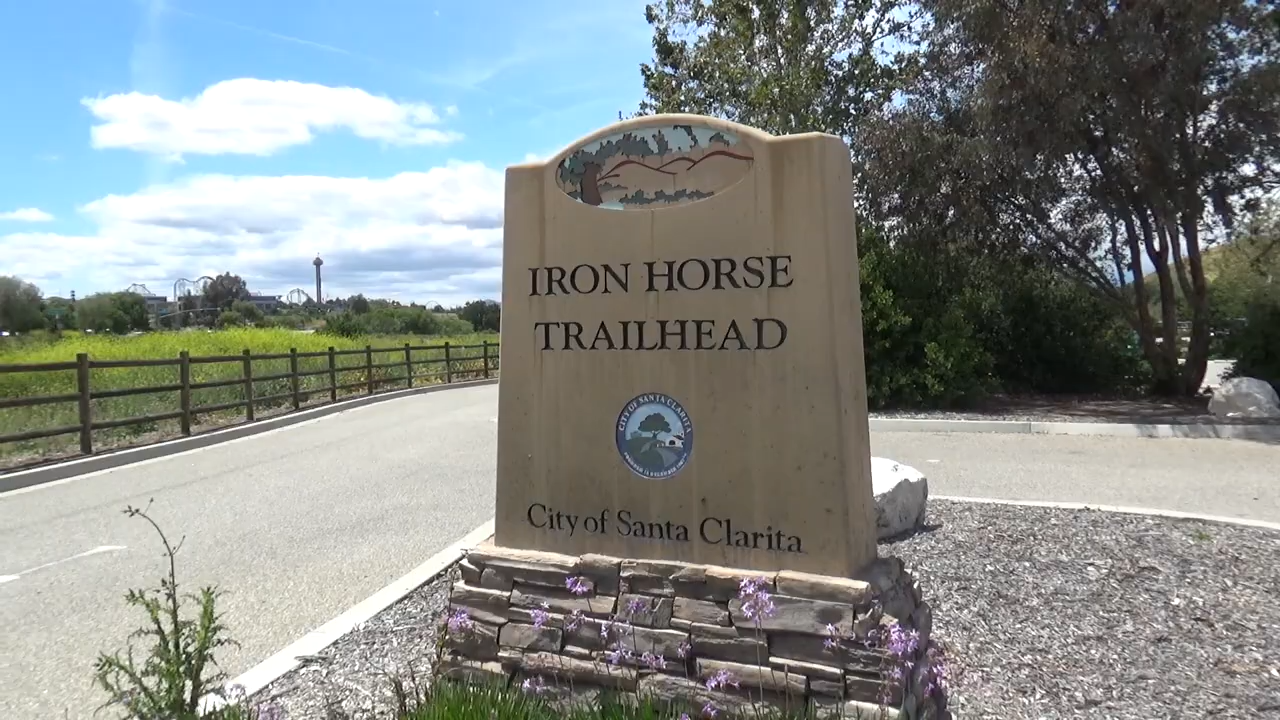 IRON HORSE
TRAILHEAD
CITY OF SANTA CLARITA
City of Santa Clarita